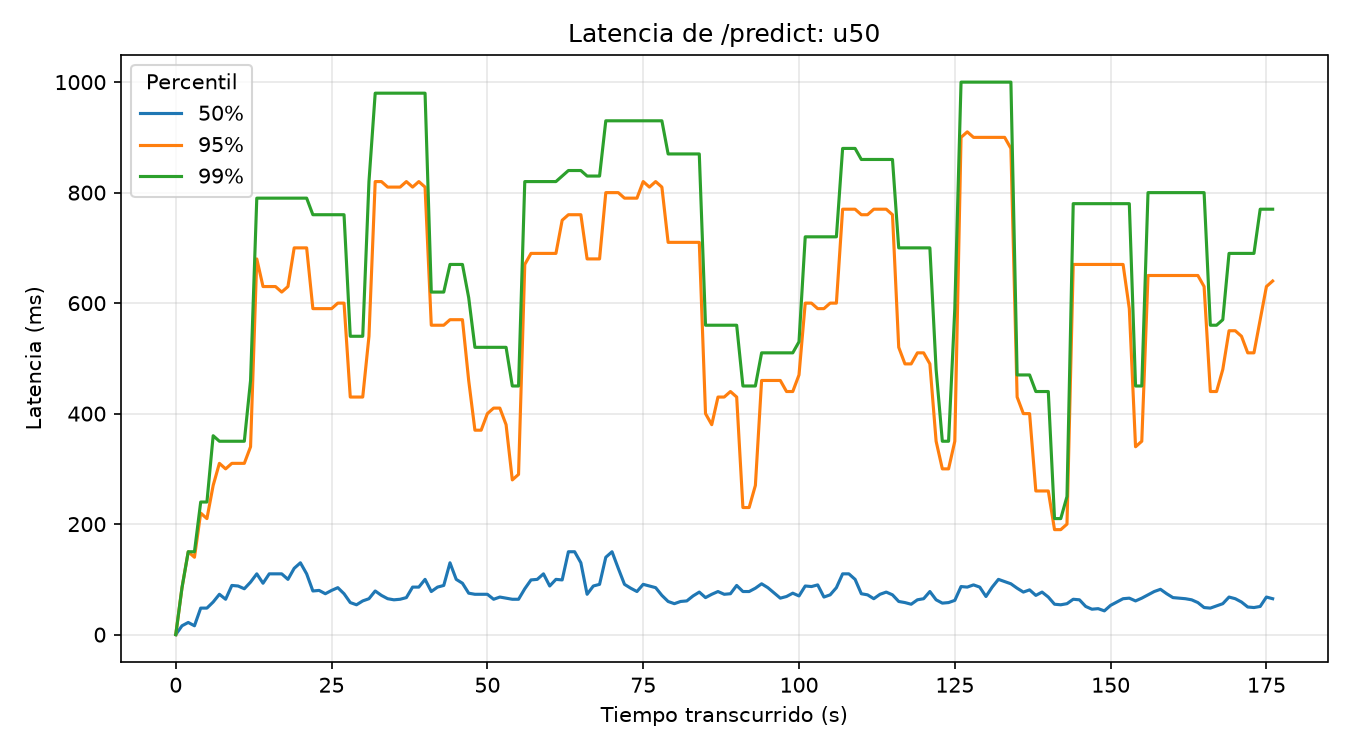 Latencia de /predict: u50
Percentil
50%
95%
99%
1000
800
600
400
200
0
Latencia (ms)
0 25 50 75 100 125 150 175
Tiempo transcurrido (s)